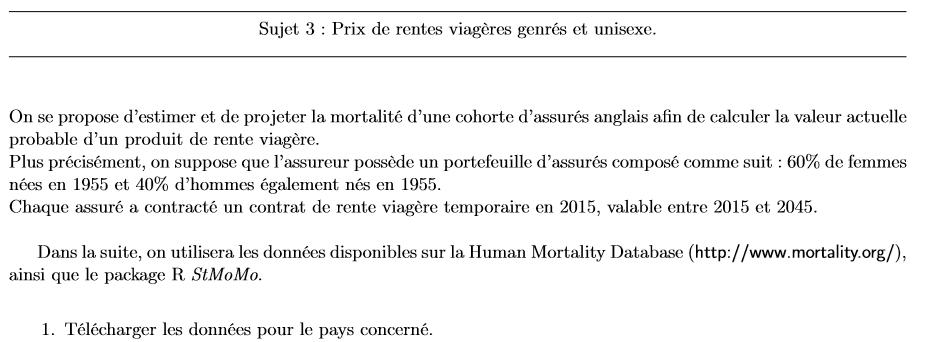 Sujet 3 : Prix de rentes viagères genrés et unisexe.
On se propose d'estimer et de projeter la mortalité d'une cohorte d'assurés anglais afin de calculer la valeur actuelle
probable d'un produit de rente viagère.
Plus précisément, on suppose que l'assureur possède un portefeuille d'assurés composé comme suit : 60% de femmes
nées en 1955 et 40% d'hommes également nés en 1955.
Chaque assuré a contracté un contrat de rente viagère temporaire en 2015, valable entre 2015 et 2045.
Dans la suite, on utilisera les données disponibles sur la Human Mortality Database (http://www.mortality.org/),
ainsi que le package R StMoMo.
1. Télécharger les données pour le pays concerné.